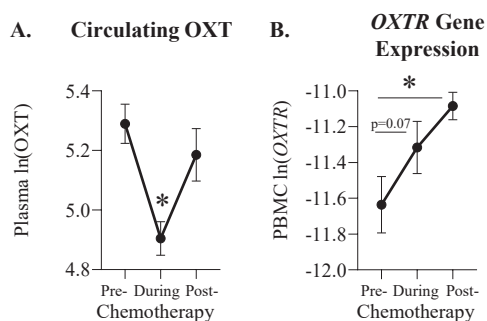 A. Circulating OXT
Plasma ln(OXT)
5.4
5.2
5.0
4.8
*
Pre- During Post-
Chemotherapy
B. OXTR Gene
Expression
PBMC ln(OXTR)
-11.0
-11.2
-11.4
-11.6
-11.8
-12.0
*
p=0.07
Pre- During Post-
Chemotherapy